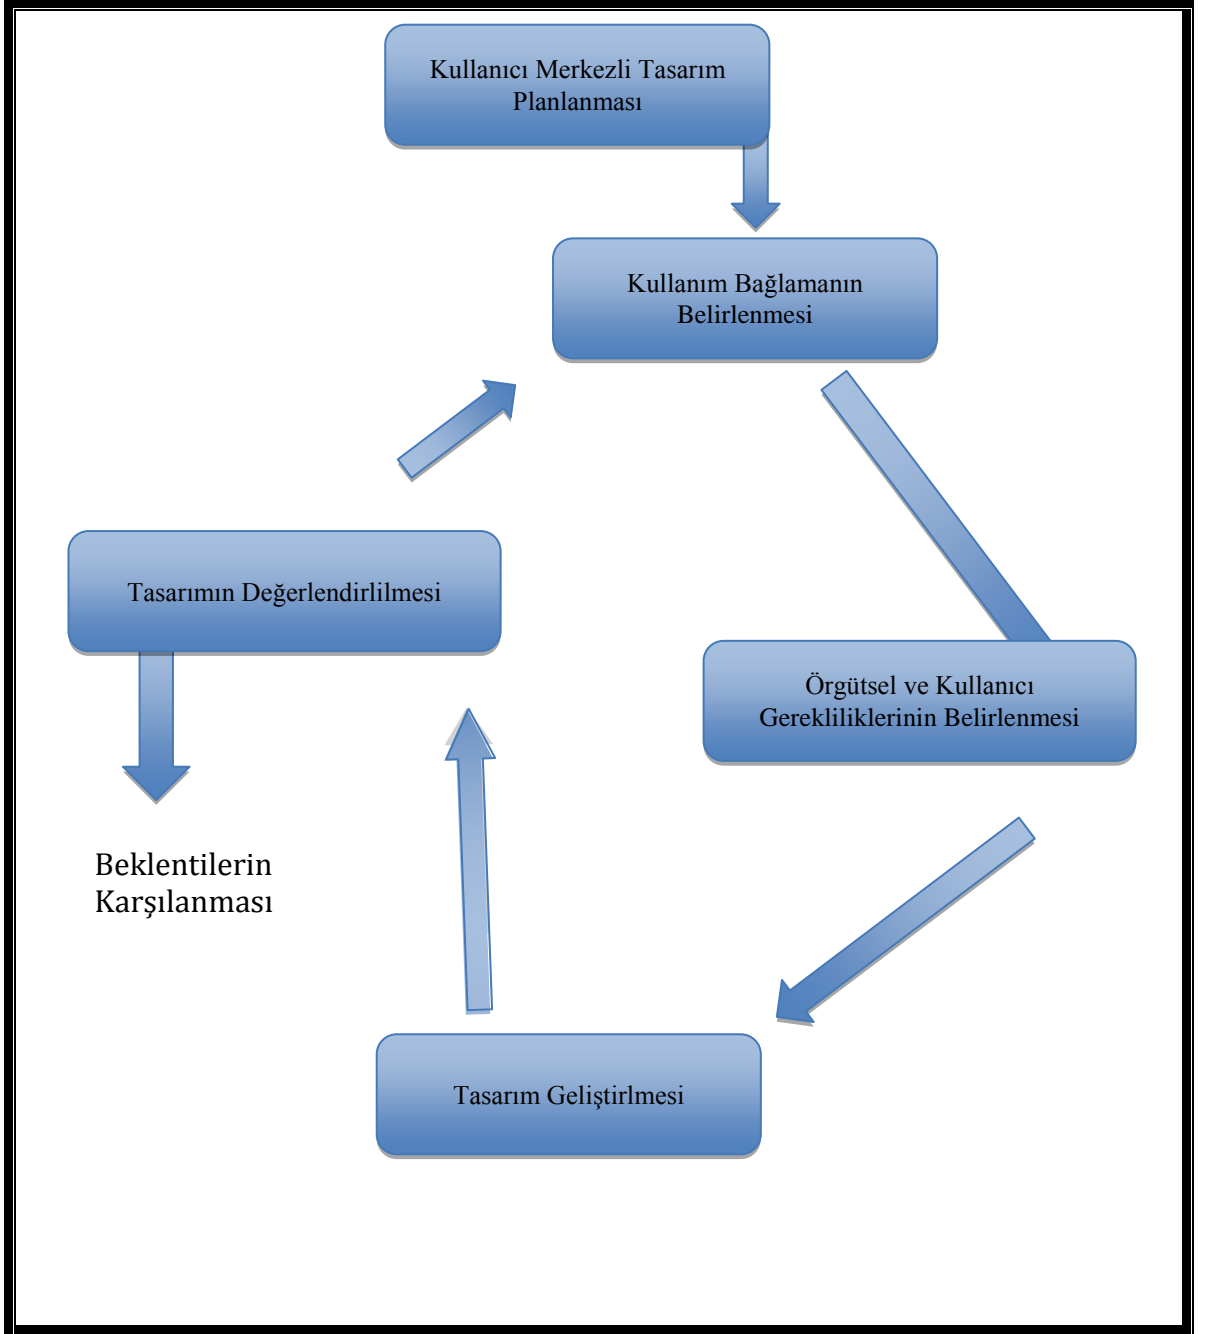 Kullanıcı Merkezli Tasarım
Planlanması
Kullanım Bağlamanın
Belirlenmesi
Tasarımın Değerlendirlilmesi
Örgütsel ve Kullanıcı
Gerekliliklerinin Belirlenmesi
Beklentilerin
Karşılanması
Tasarım Geliştirlmesi